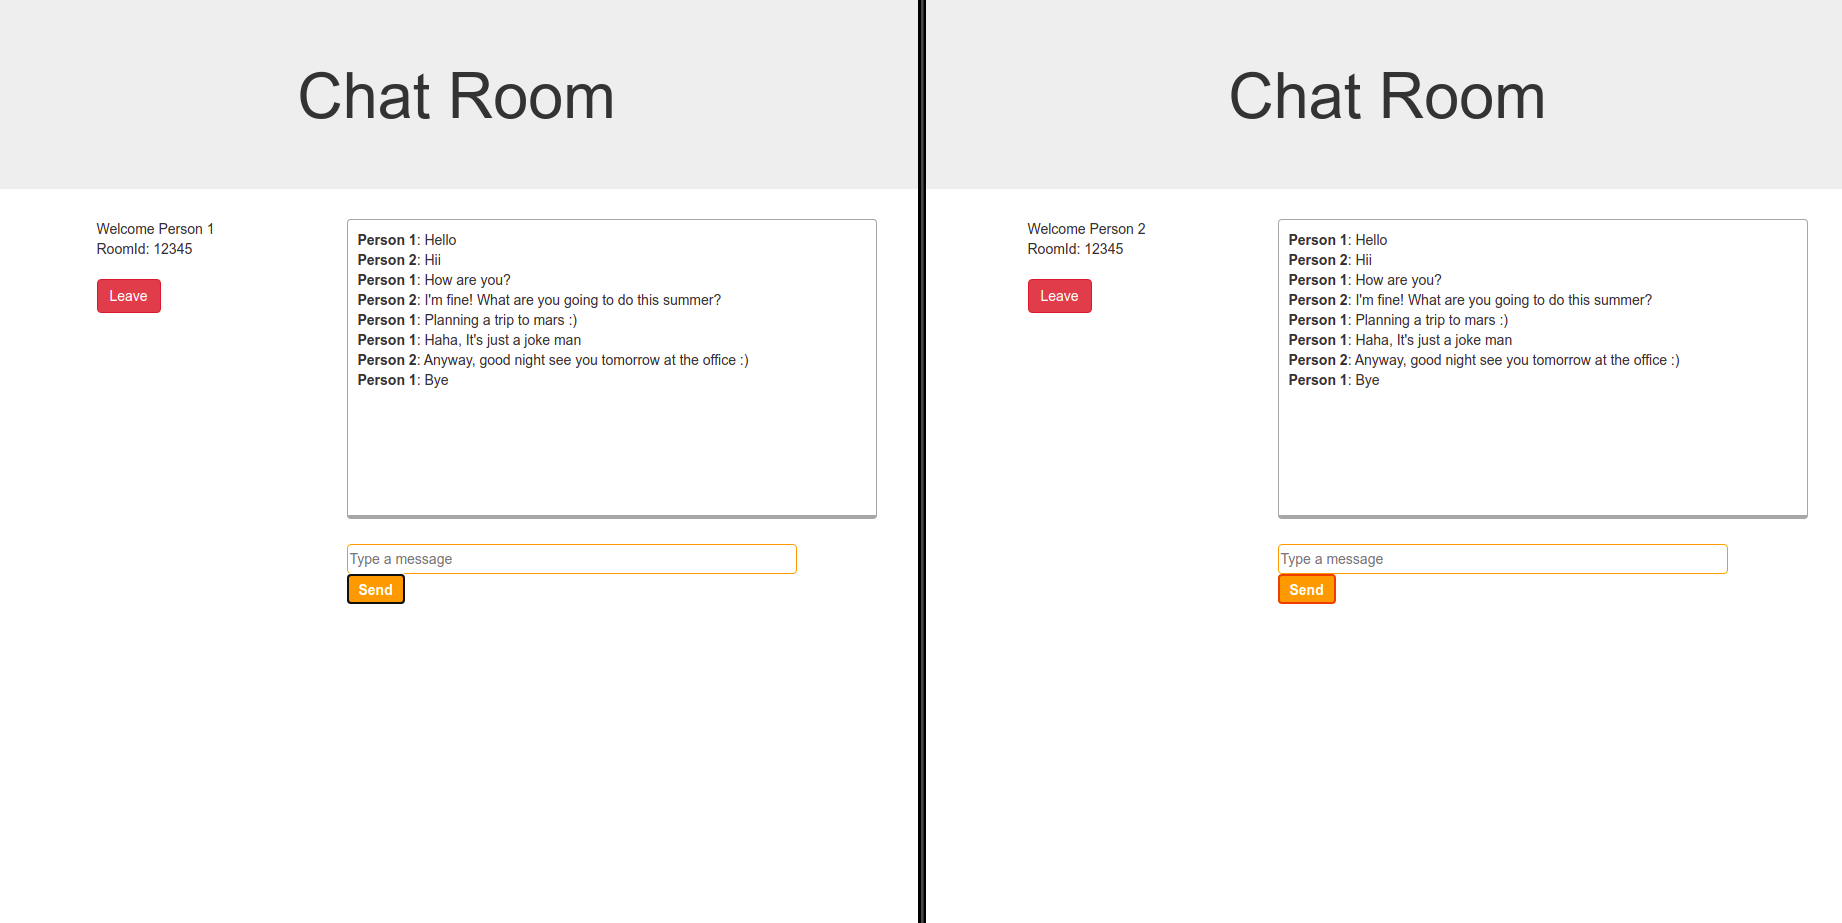 Chat Room
Welcome Person 1
RoomId: 12345
Leave
Person 1: Hello
Person 2: Hii
Person 1: How are you?
Person 2: I'm fine! What are you going to do this summer?
Person 1: Planning a trip to mars :)
Person 1: Haha, It's just a joke man
Person 2: Anyway, good night see you tomorrow at the office :)
Person 1: Bye
Type a message
Send
Chat Room
Welcome Person 2
RoomId: 12345
Leave
Person 1: Hello
Person 2: Hii
Person 1: How are you?
Person 2: I'm fine! What are you going to do this summer?
Person 1: Planning a trip to mars :)
Person 1: Haha, It's just a joke man
Person 2: Anyway, good night see you tomorrow at the office :)
Person 1: Bye
Type a message
Send